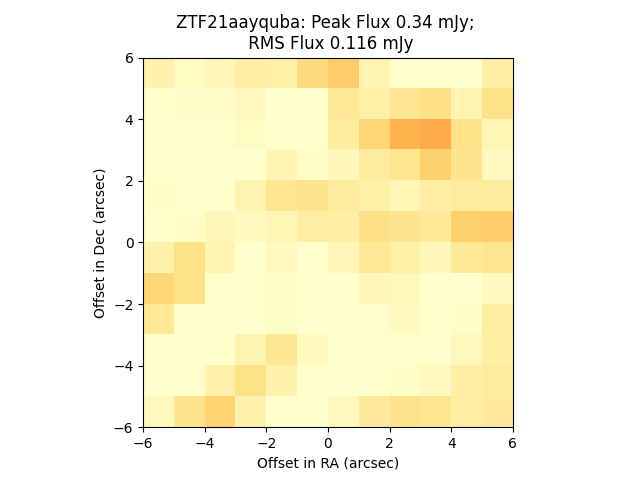 ZTF21aayquba: Peak Flux 0.34 mJy;
RMS Flux 0.116 mJy
6
4
2
0
−2
−4
−6
Offset in Dec (arcsec)
−6 −4 −2 0 2 4 6
Offset in RA (arcsec)